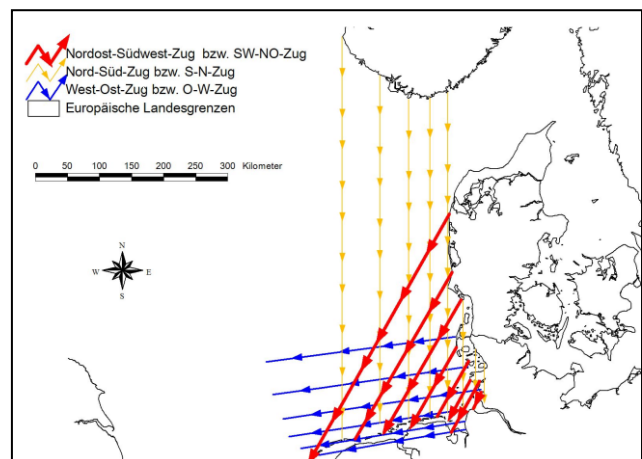 Nordost-Südwest-Zug bzw. SW-NO-Zug
Nord-Süd-Zug bzw. S-N-Zug
West-Ost-Zug bzw. O-W-Zug
Europäische Landesgrenzen
0 50 100 150 200 250 300 Kilometer
N
W E
S